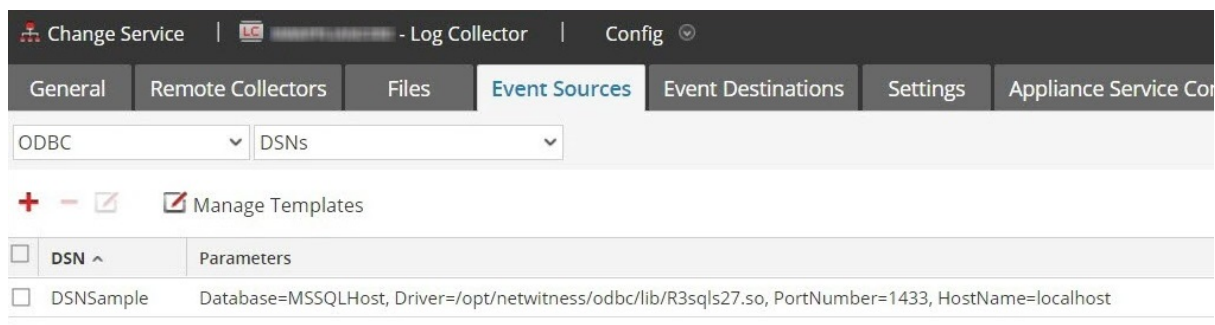 Change Service | LC - Log Collector | Config
General Remote Collectors Files Event Sources Event Destinations Settings Appliance Service Co
ODBC DSNs
Manage Templates
DSN Parameters
DSNSample Database=MSSQLHost, Driver=/opt/netwitness/odbc/lib/R3sqls27.so, PortNumber=1433, HostName=localhost